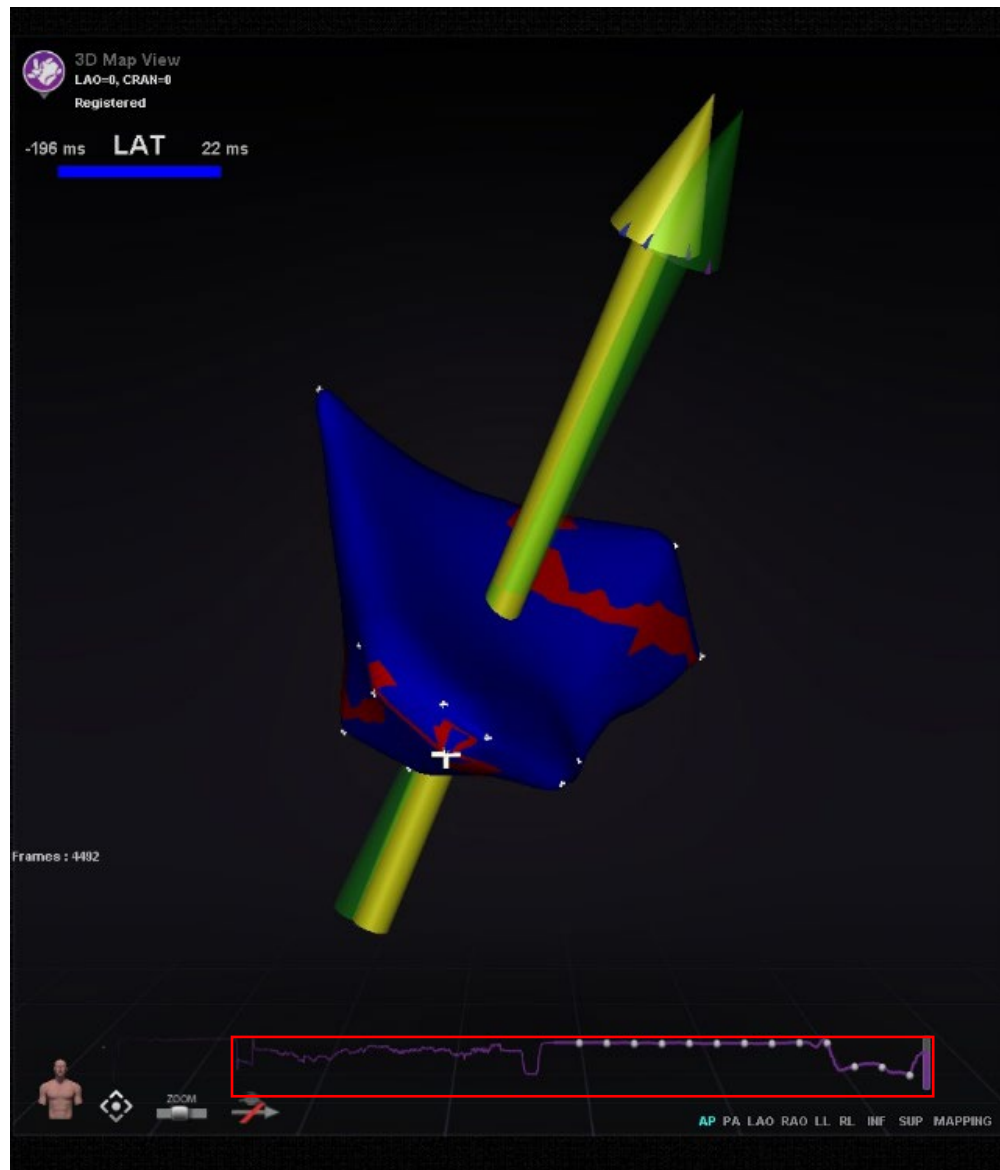 3D Map View
LAO=0, CRAN=0
Registered
-196 ms LAT 22 ms
Frames : 4492
ZOOM
AP PA LAO RAO LL RL INF SUP MAPPING